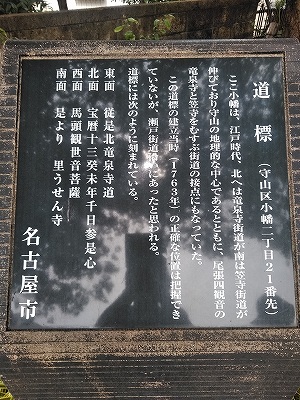 道標 (守山区小幡二丁目21番先)
ここ小幡は、江戸時代、北へは竜泉寺街道が南は笠寺街道が
伸びており守山の地理的な中心であるとともに、尾張四観音の
竜泉寺と笠寺をむすぶ街道の接点にもなっていた。
この道標の建立当時(1763年)の正確な位置は把握でき
ていないが、瀬戸街道沿いにあったと思われる。
道標には次のように刻まれている。
東面 従是北竜泉寺道
北面 宝暦十三癸未年千日参是心
西面 馬頭観世音菩薩
南面 是より 里うせん寺
名古屋市